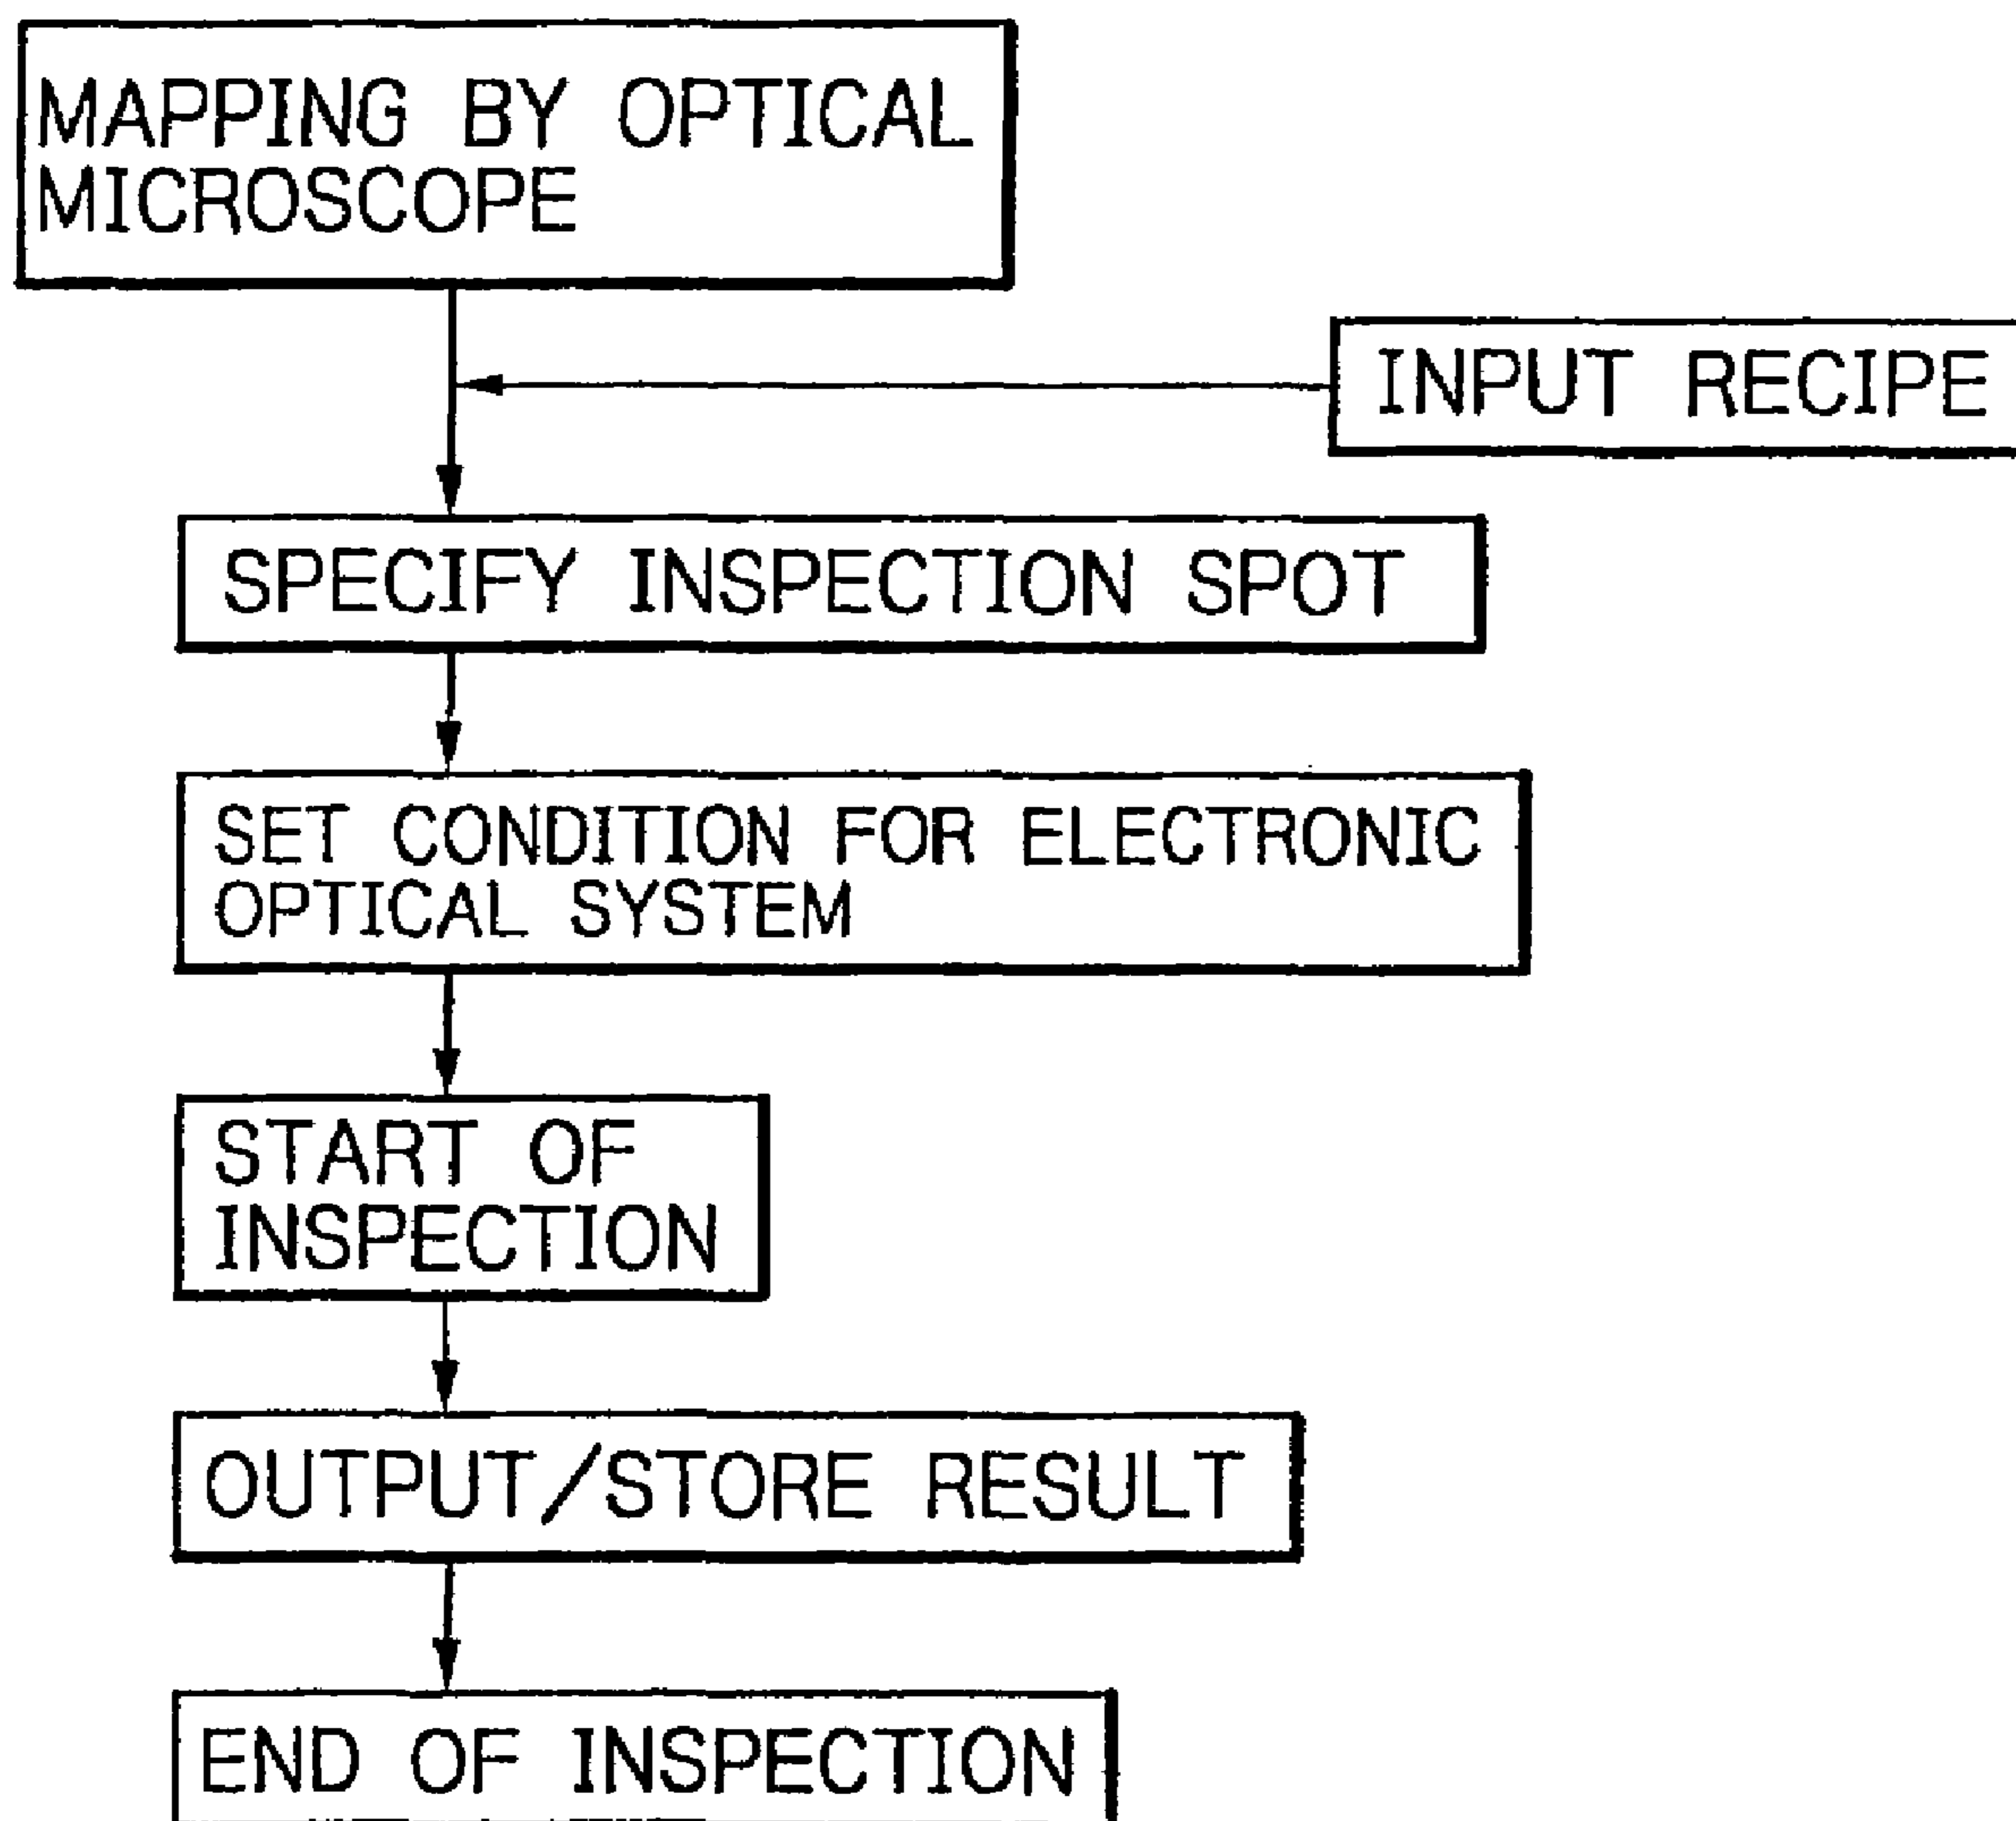 MAPPING BY OPTICAL
MICROSCOPE
INPUT RECIPE
SPECIFY INSPECTION SPOT
SET CONDITION FOR ELECTRONIC
OPTICAL SYSTEM
START OF
INSPECTION
OUTPUT/STORE RESULT
END OF INSPECTION